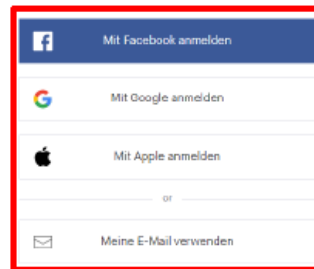 Mit Facebook anmelden
Mit Google anmelden
Mit Apple anmelden
or
Meine E-Mail verwenden